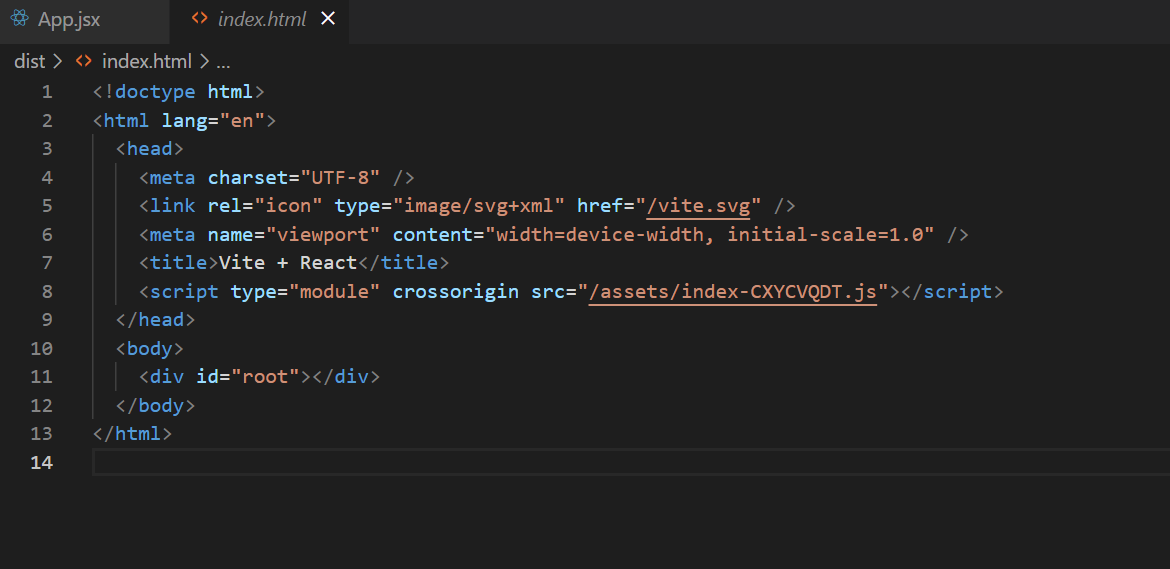 App.jsx index.html
dist > index.html > ...
1 <!doctype html>
2 <html lang="en">
3 <head>
4 <meta charset="UTF-8" />
5 <link rel="icon" type="image/svg+xml" href="/vite.svg" />
6 <meta name="viewport" content="width=device-width, initial-scale=1.0" />
7 <title>Vite + React</title>
8 <script type="module" crossorigin src="/assets/index-CXYCVQDT.js"></script>
9 </head>
10 <body>
11 <div id="root"></div>
12 </body>
13 </html>
14